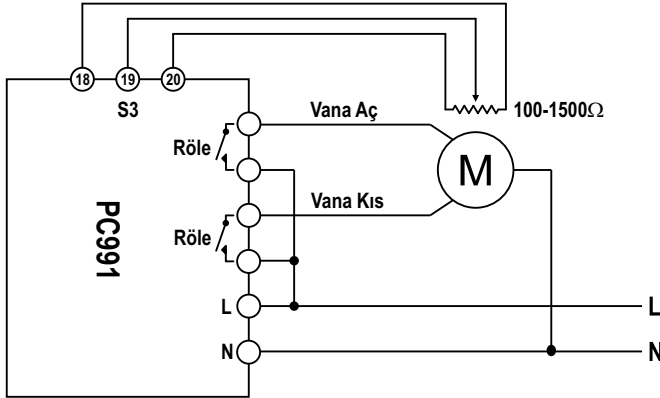 18 19 20
S3
Vana Aç
100-1500Ω
Röle
M
Vana Kıs
Röle
PC991
L
L
N
N